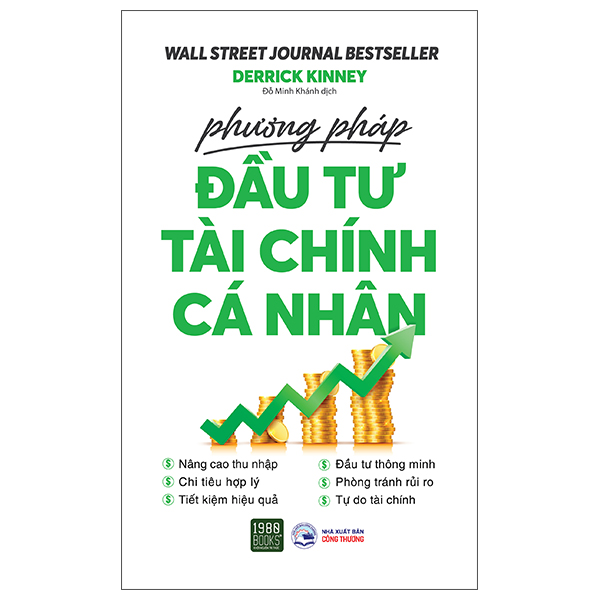 WALL STREET JOURNAL BESTSELLER
DERRICK KINNEY
Đỗ Minh Khánh dịch
phương pháp
ĐẦU TƯ
TÀI CHÍNH
CÁ NHÂN
$ Nâng cao thu nhập
$ Chi tiêu hợp lý
$ Tiết kiệm hiệu quả
$ Đầu tư thông minh
$ Phòng tránh rủi ro
$ Tự do tài chính
1980
BOOKS
NHÀ XUẤT BẢN
CÔNG THƯƠNG